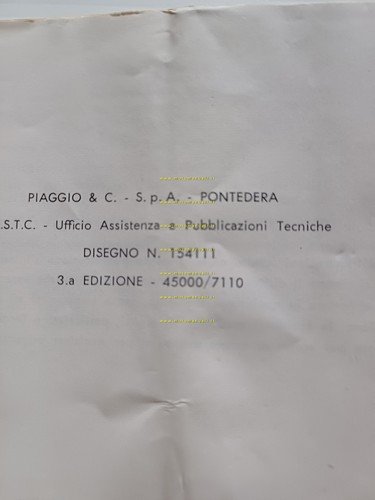 PIAGGIO & C. - S. p. A. - PONTEDERA
.S.T.C. - Ufficio Assistenza e Pubblicazioni Tecniche
DISEGNO N. 154111
3.a EDIZIONE - 45000/7110